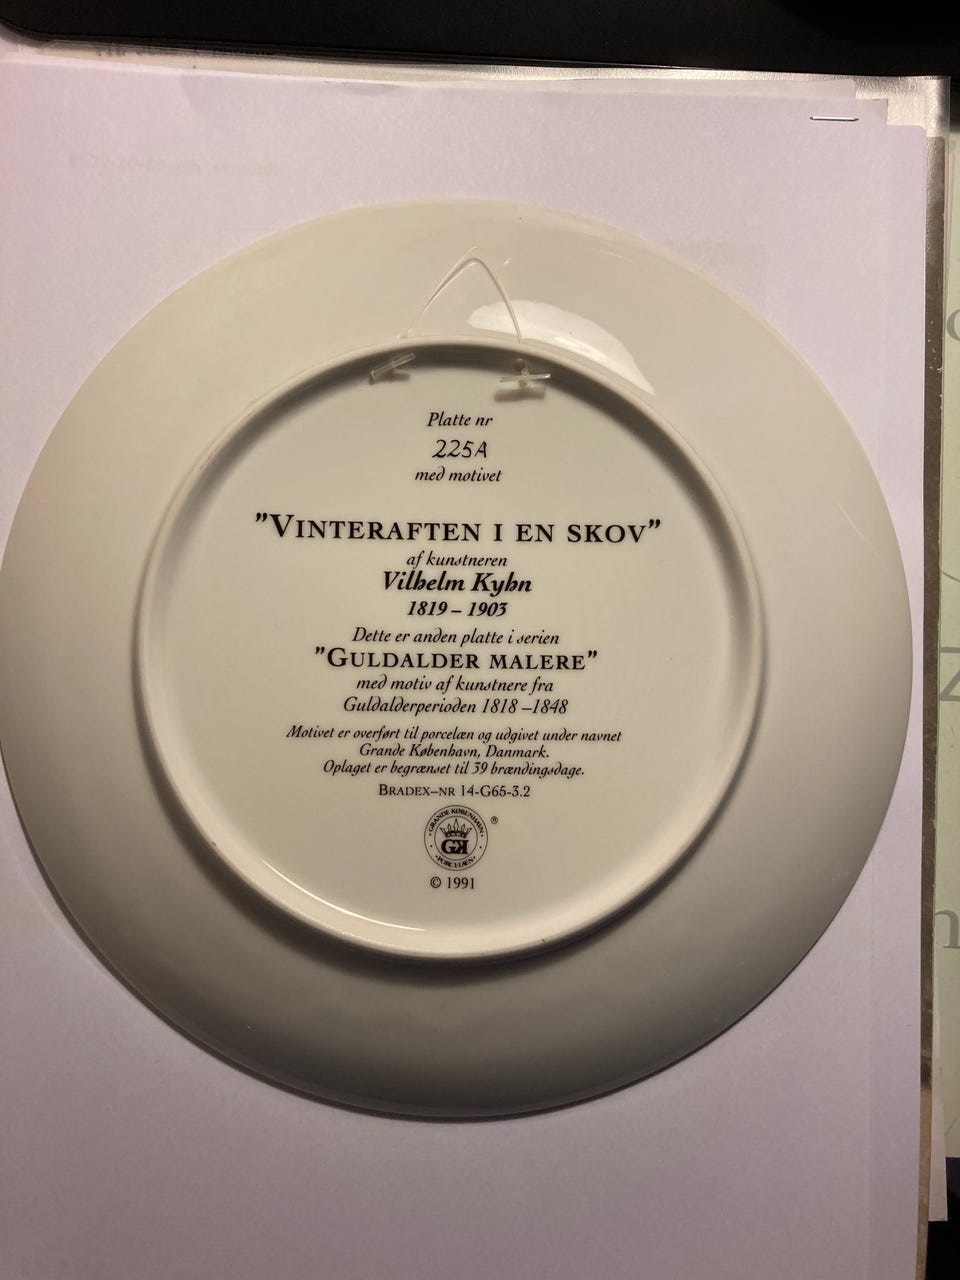 Platte nr
225A
med motivet
"VINTERAFTEN I EN SKOV"
af kunstneren
Vilhelm Kyhn
1819 – 1903
Dette er anden platte i serien
"GULDALDER MALERE"
med motiv af kunstnere fra
Guldalderperioden 1818 –1848
Motivet er overført til porcelæn og udgivet under navnet
Grande København, Danmark.
Oplaget er begrænset til 39 brændingsdage.
BRADEX–NR 14-G65-3.2
GRANDE KØBENHAVN
GK
PORCELÆN
®
© 1991